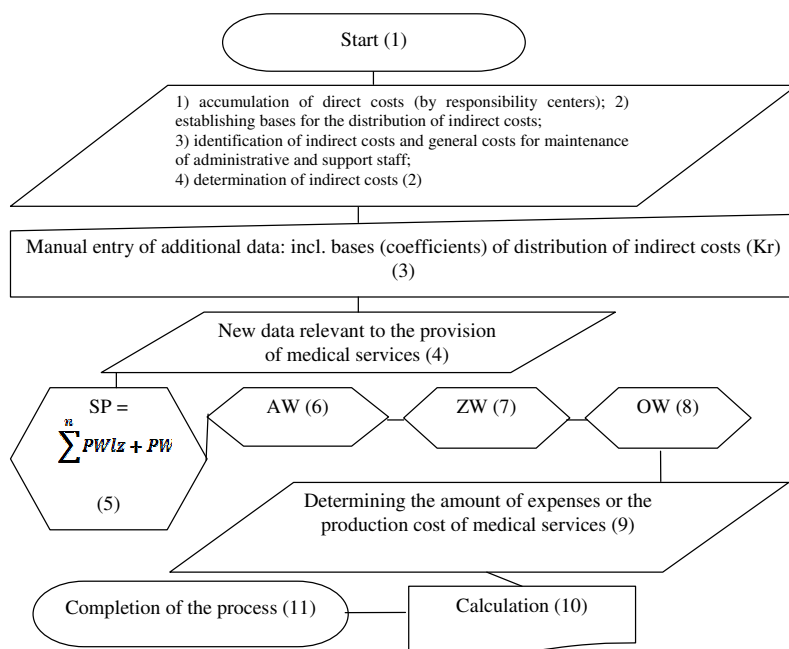 Start (1)
1) accumulation of direct costs (by responsibility centers); 2)
establishing bases for the distribution of indirect costs;
3) identification of indirect costs and general costs for maintenance
of administrative and support staff;
4) determination of indirect costs (2)
Manual entry of additional data: incl. bases (coefficients) of distribution of indirect costs (Kr)
(3)
New data relevant to the provision
of medical services (4)
SP =
n
∑ PWlz + PW
(5)
AW (6)
ZW (7)
OW (8)
Determining the amount of expenses or the
production cost of medical services (9)
Calculation (10)
Completion of the process (11)